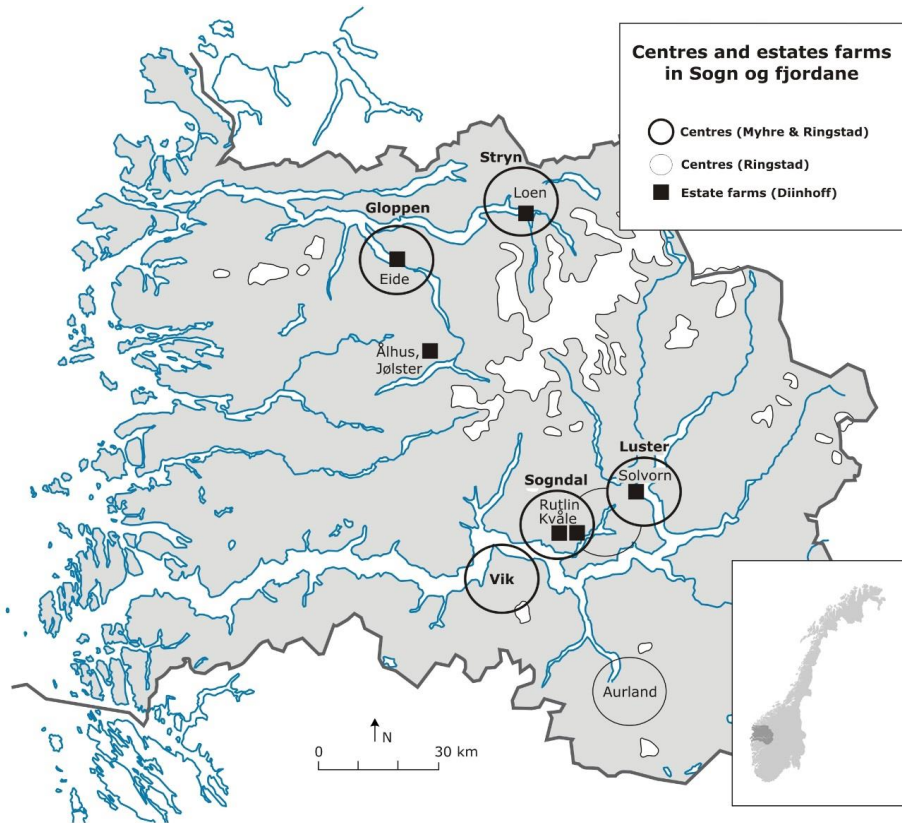 Centres and estates farms
in Sogn og fjordane
Centres (Myhre & Ringstad)
Centres (Ringstad)
Estate farms (Diinhoff)
Stryn
Loen
Gloppen
Eide
Ålhus,
Jølster
Luster
Solvorn
Sogndal
Rutlin
Kvåle
Vik
Aurland
N
0 30 km